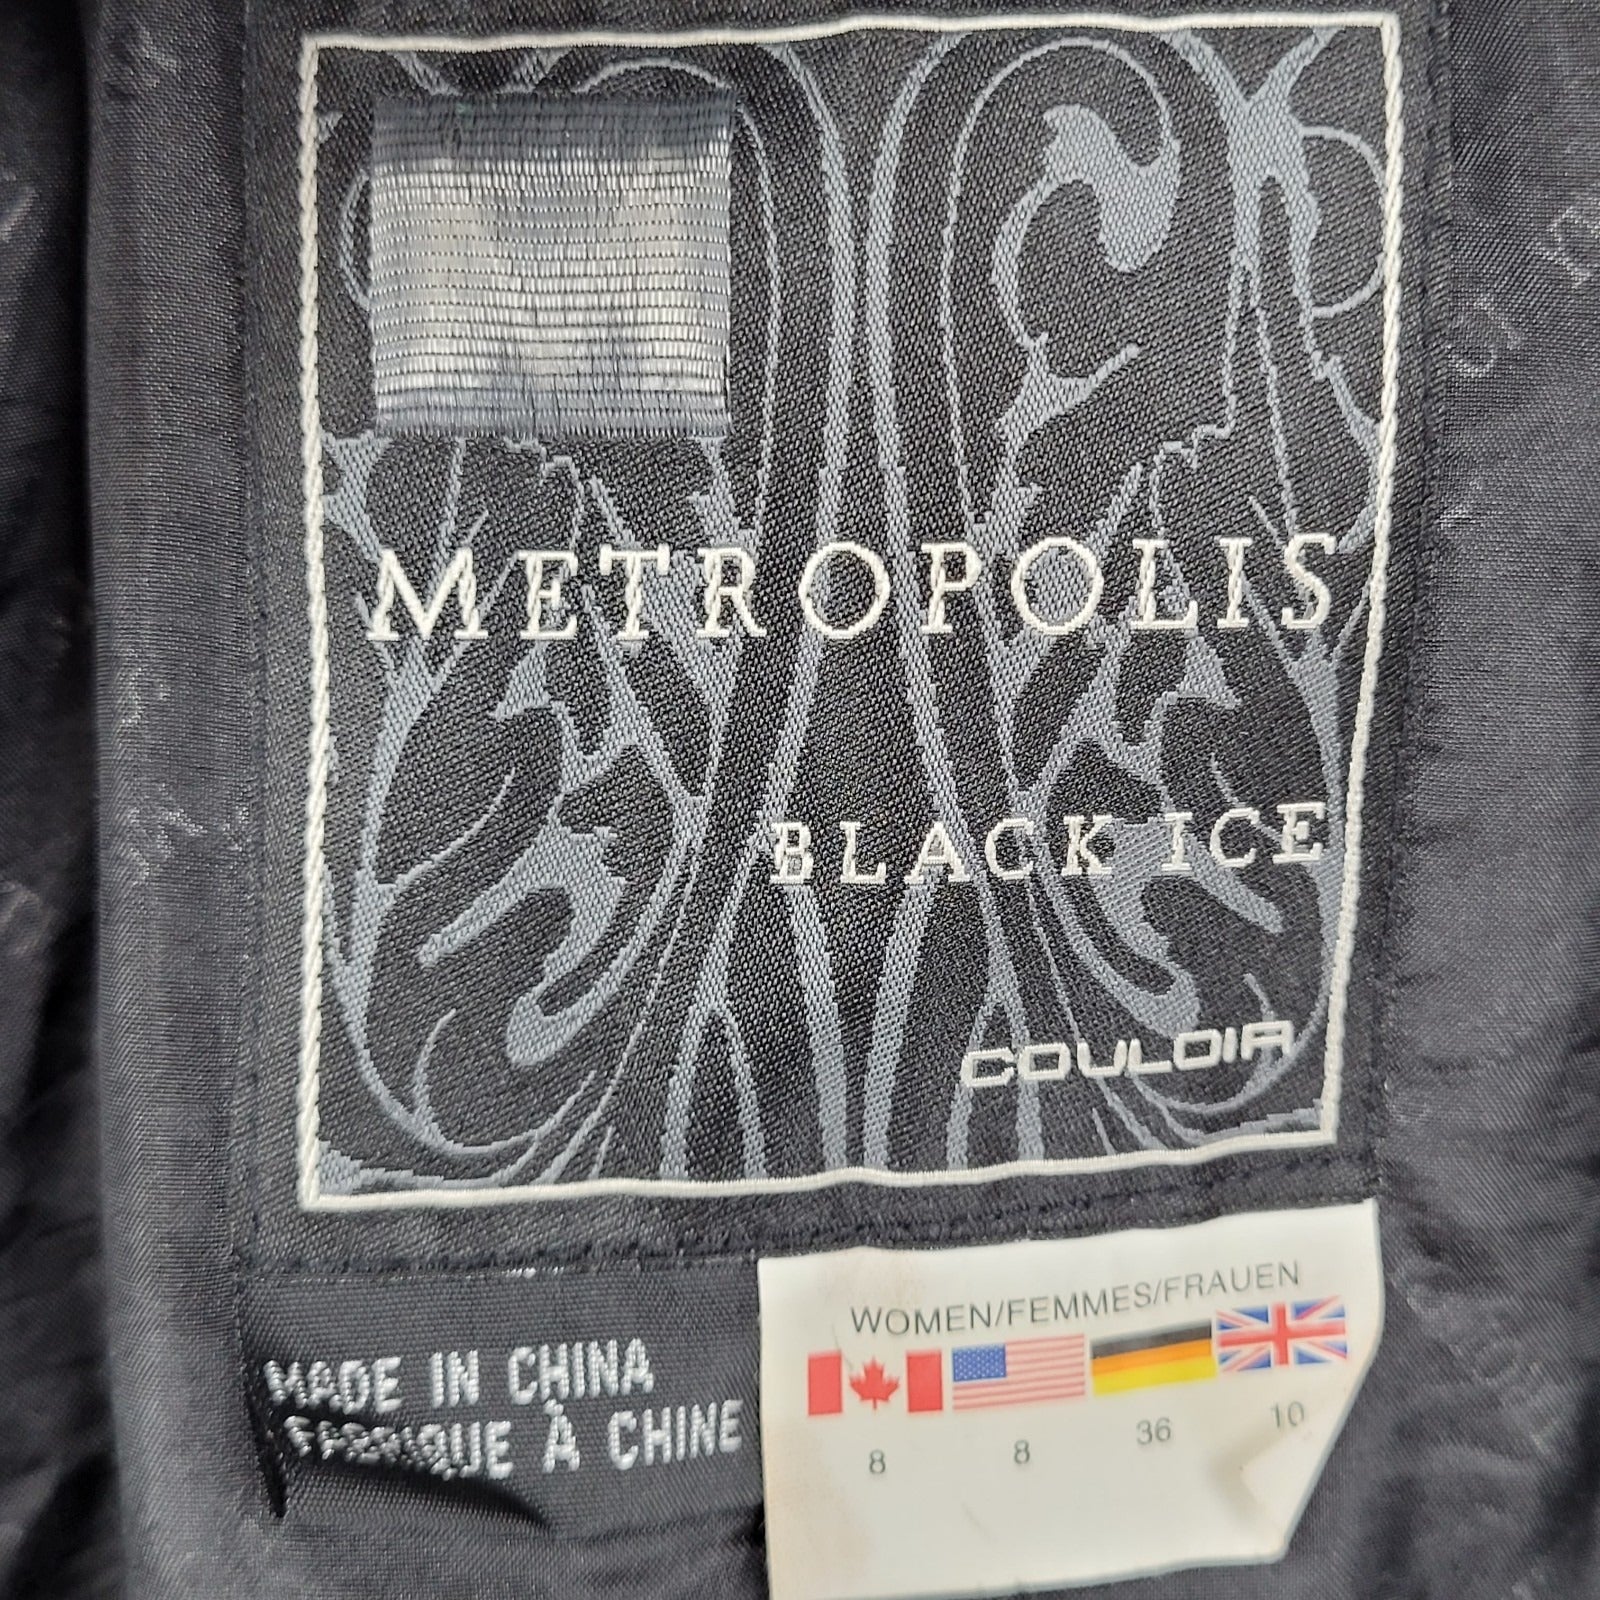 METROPOLIS
BLACK ICE
COULOIR
MADE IN CHINA
FABRIQUE À CHINE
WOMEN/FEMMES/FRAUEN
8 8 36 10